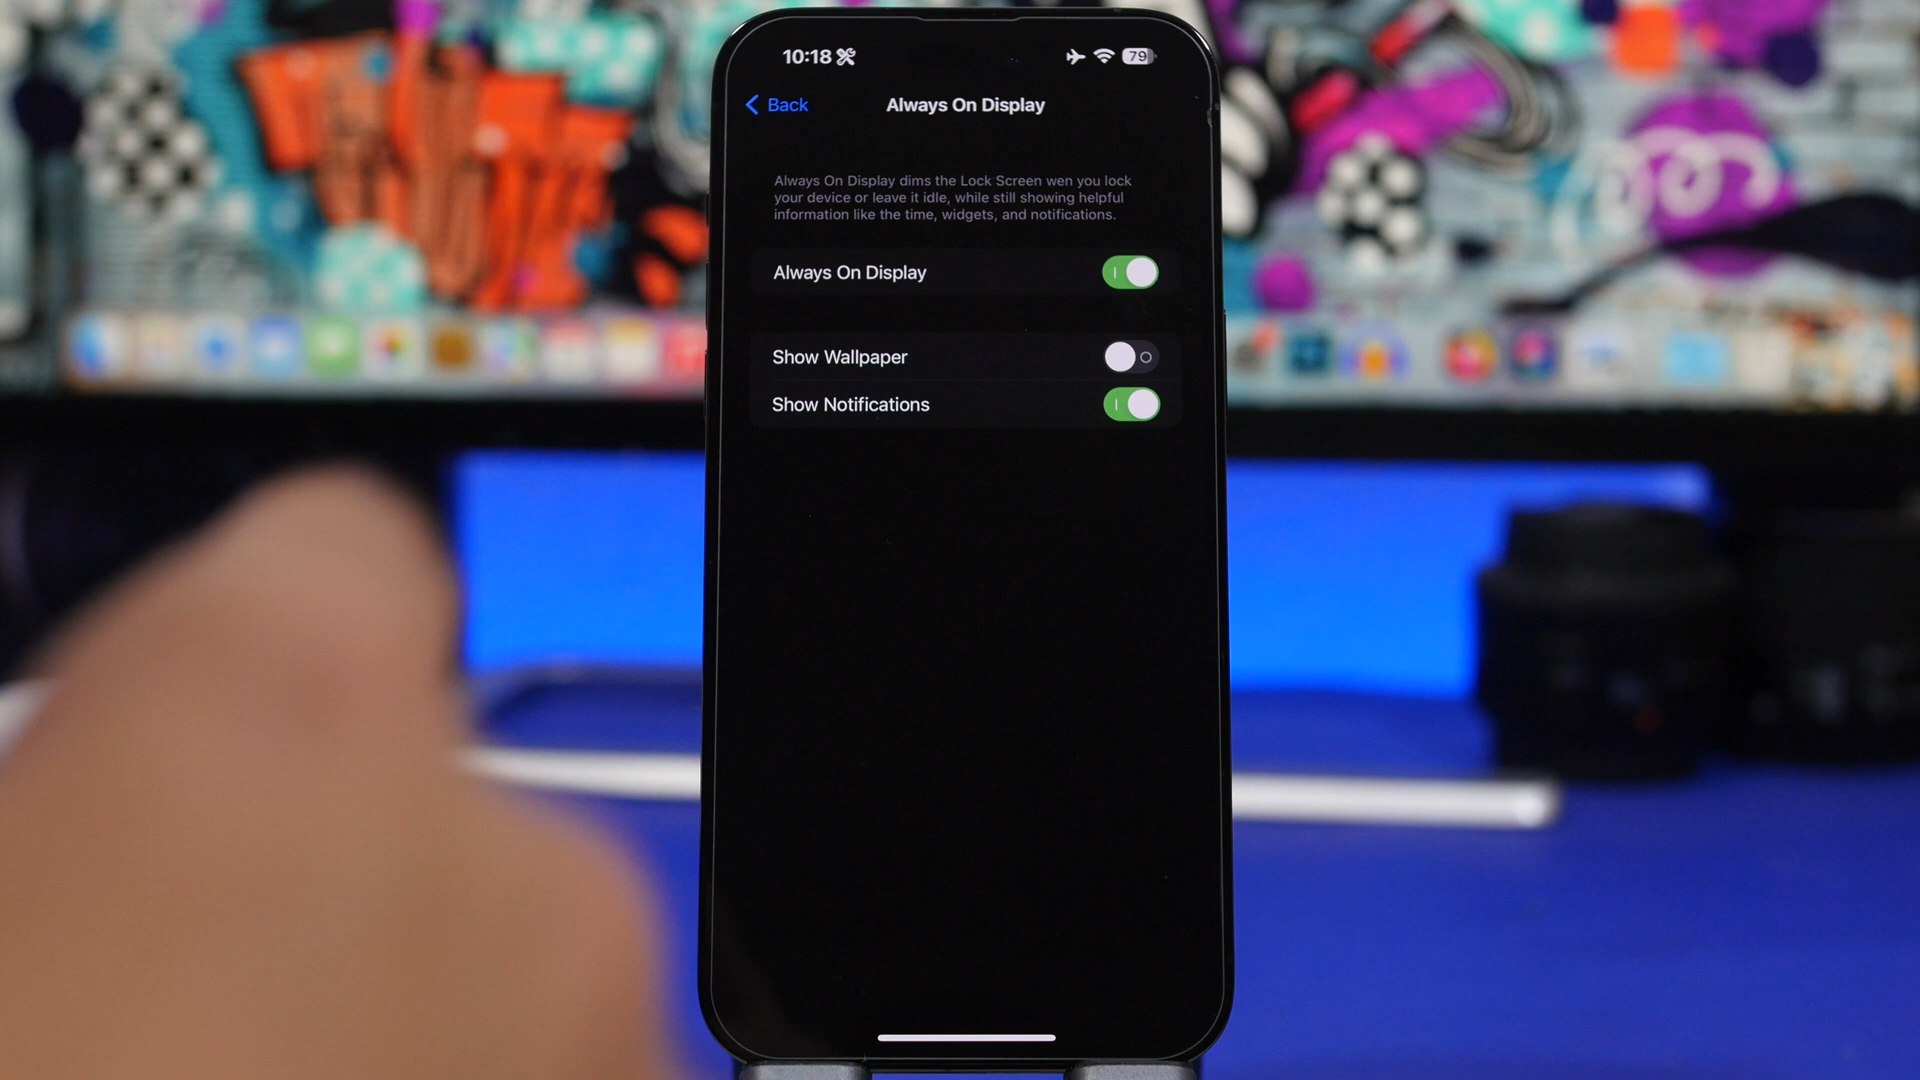 10:18
79
Back
Always On Display
Always On Display dims the Lock Screen wen you lock
your device or leave it idle, while still showing helpful
information like the time, widgets, and notifications.
Always On Display
Show Wallpaper
Show Notifications